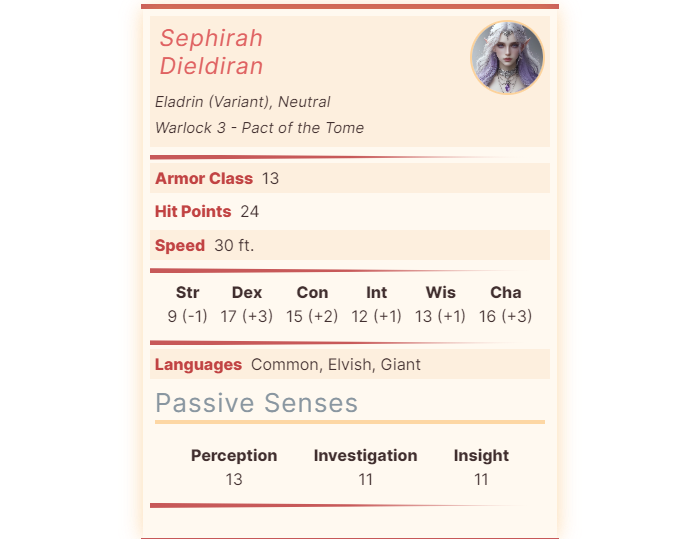 Sephirah
Dieldiran
Eladrin (Variant), Neutral
Warlock 3 - Pact of the Tome
Armor Class 13
Hit Points 24
Speed 30 ft.
Str Dex Con Int Wis Cha
9 (-1) 17 (+3) 15 (+2) 12 (+1) 13 (+1) 16 (+3)
Languages Common, Elvish, Giant
Passive Senses
Perception Investigation Insight
13 11 11